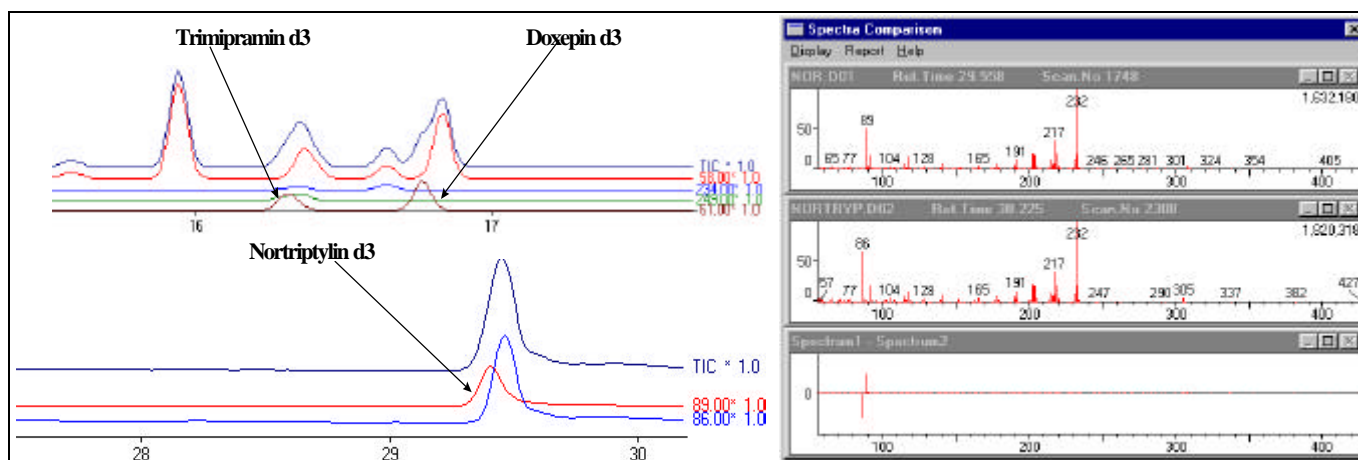 Trimipramin d3
Doxepin d3
TIC * 1.0
58.00* 1.0
234.00* 1.0
249.00* 1.0
61.00* 1.0
16 17
Nortriptylin d3
TIC * 1.0
89.00* 1.0
86.00* 1.0
28 29 30
Spectra Comparison
Display Report Help
NOR.D01 Ret.Time 29.558 Scan.No 1748
1,632,180
232
50
89
217
191
0 65 77 104 128 165 246 265 281 301 324 354 405
100 200 300 400
NORTRYP.D02 Ret.Time 38.225 Scan.No 2308
1,820,318
232
86
50
217
191
0 57 77 104 128 165 247 290 305 337 382 427
100 200 300 400
Spectrum1 - Spectrum2
0
100 200 300 400